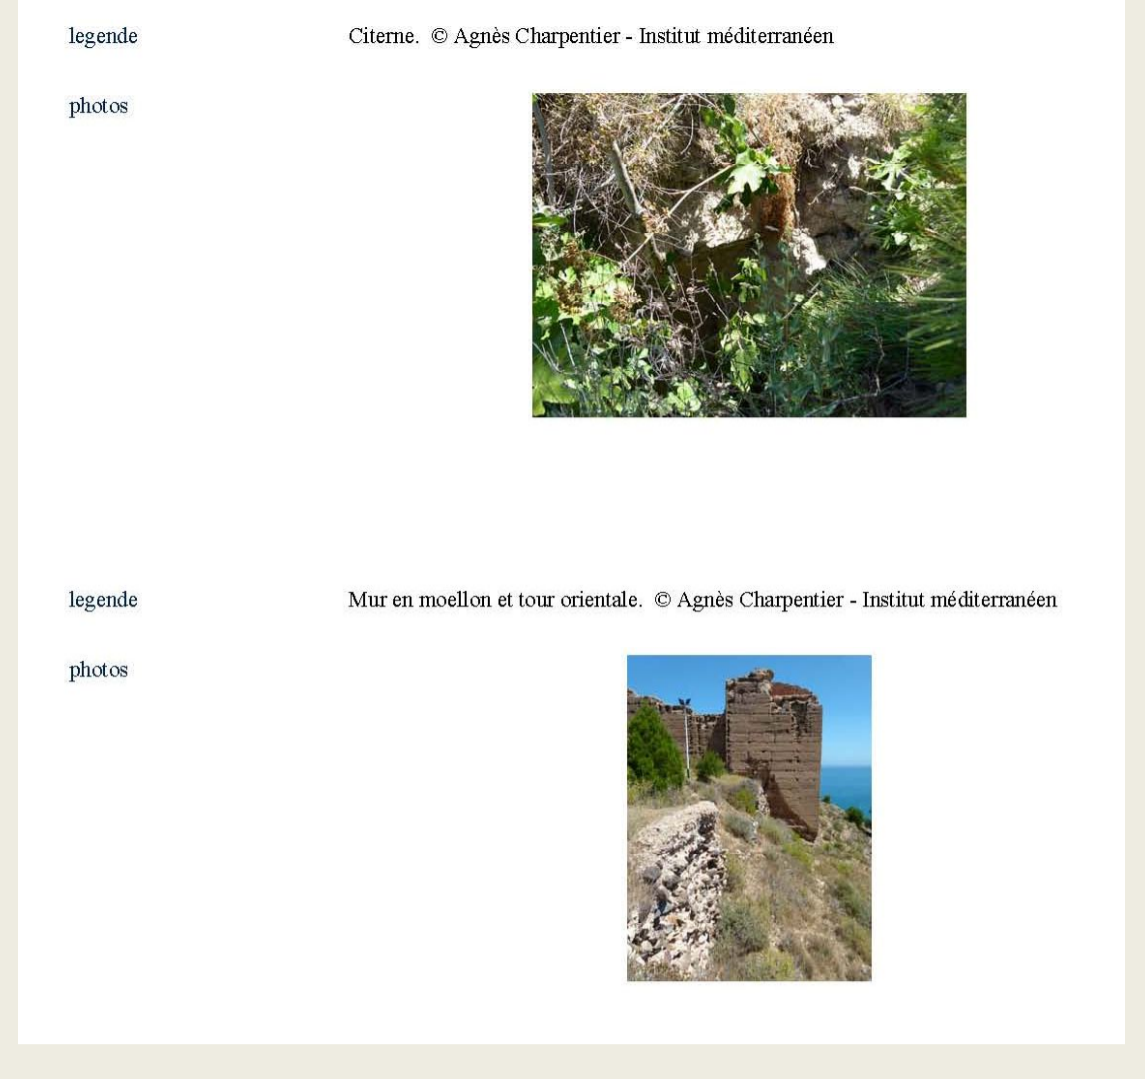 legende Citerne. © Agnès Charpentier - Institut méditerranéen
photos
legende Mur en moellon et tour orientale. © Agnès Charpentier - Institut méditerranéen
photos